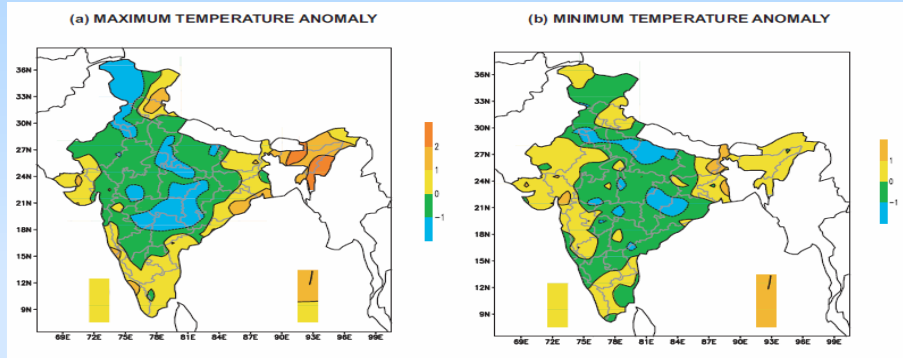 (a) MAXIMUM TEMPERATURE ANOMALY
36N
33N
30N
27N
24N
21N
18N
15N
12N
9N
69E 72E 75E 78E 81E 84E 87E 90E 93E 96E 99E
2
1
0
-1
(b) MINIMUM TEMPERATURE ANOMALY
36N
33N
30N
27N
24N
21N
18N
15N
12N
9N
69E 72E 75E 78E 81E 84E 87E 90E 93E 96E 99E
1
0
-1